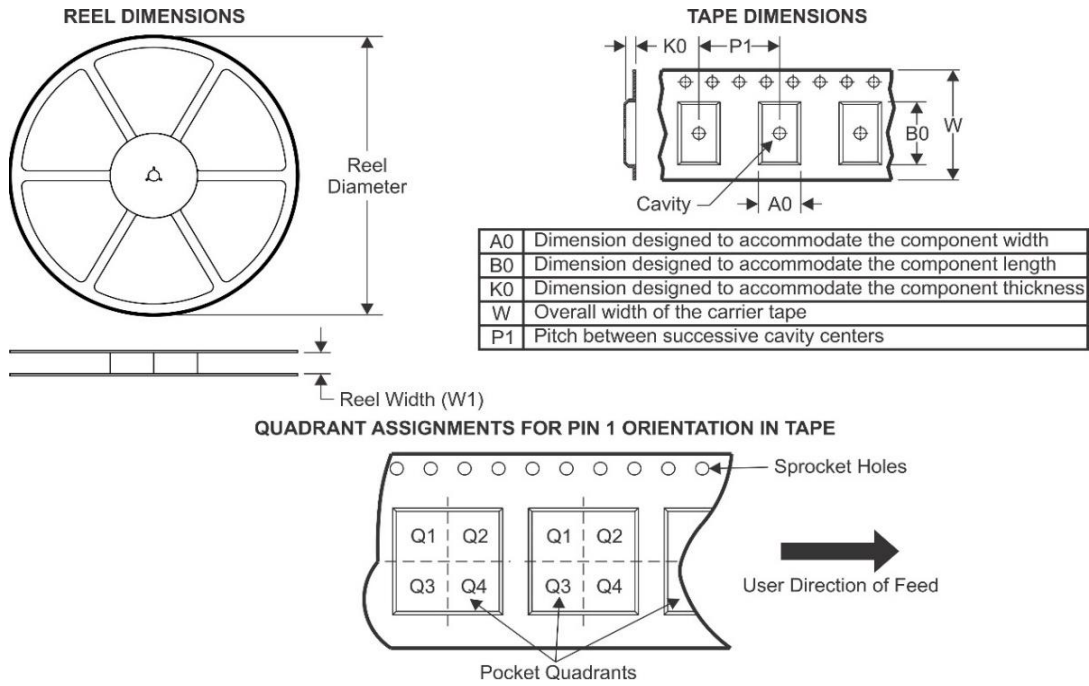 REEL DIMENSIONS
TAPE DIMENSIONS
K0
P1
B0
W
Reel
Diameter
Cavity
A0
A0 Dimension designed to accommodate the component width
B0 Dimension designed to accommodate the component length
K0 Dimension designed to accommodate the component thickness
W Overall width of the carrier tape
P1 Pitch between successive cavity centers
Reel Width (W1)
QUADRANT ASSIGNMENTS FOR PIN 1 ORIENTATION IN TAPE
Sprocket Holes
Q1 Q2 Q1 Q2
Q3 Q4 Q3 Q4
User Direction of Feed
Pocket Quadrants